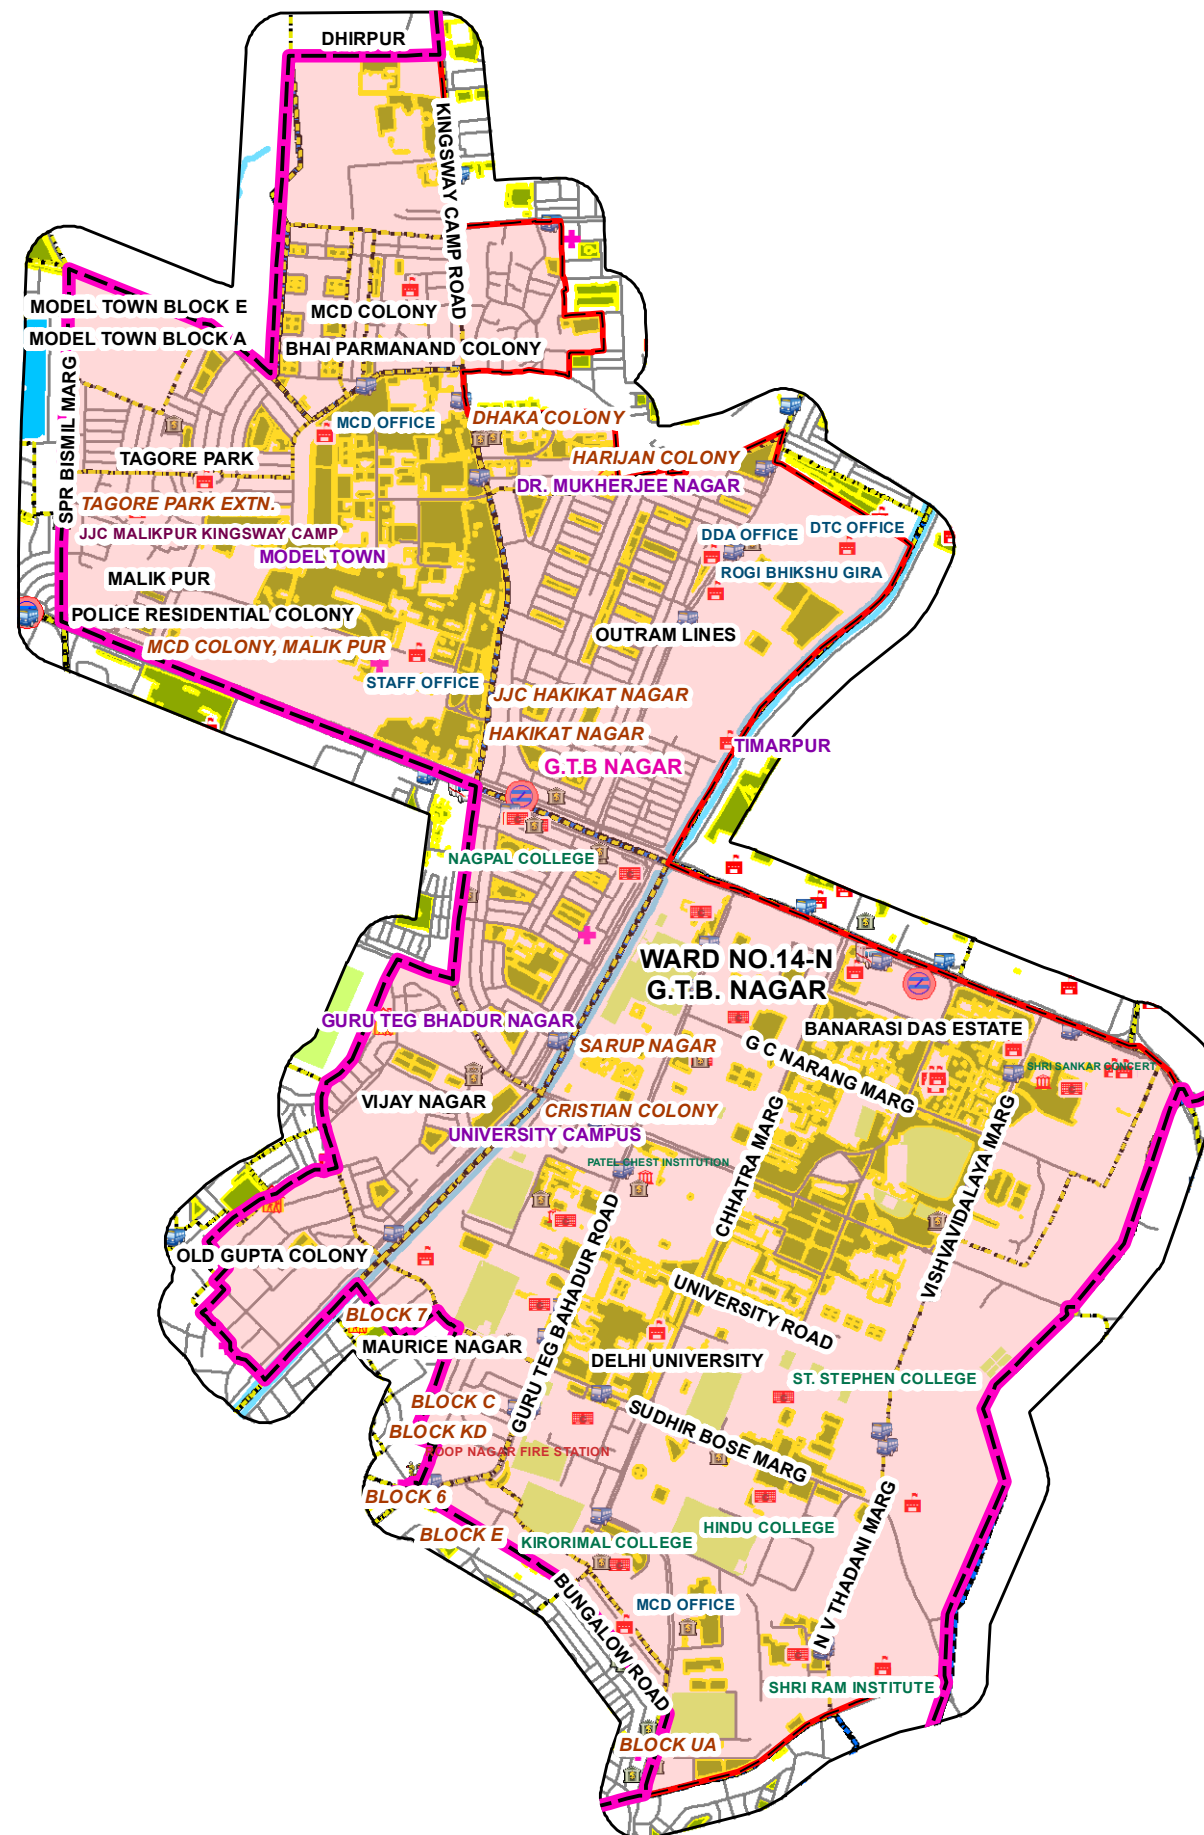 DHIRPUR
KINGSWAY CAMP ROAD
MODEL TOWN BLOCK E
MCD COLONY
MODEL TOWN BLOCK A
BHAI PARMANAND COLONY
SPR BISMIL MARG
MCD OFFICE
DHAKA COLONY
TAGORE PARK
HARIJAN COLONY
DR. MUKHERJEE NAGAR
TAGORE PARK EXTN.
JJC MALIKPUR KINGSWAY CAMP
DDA OFFICE
DTC OFFICE
MODEL TOWN
ROGI BHIKSHU GIRA
MALIK PUR
POLICE RESIDENTIAL COLONY
OUTRAM LINES
MCD COLONY, MALIK PUR
STAFF OFFICE
JJC HAKIKAT NAGAR
HAKIKAT NAGAR
TIMARPUR
G.T.B NAGAR
NAGPAL COLLEGE
WARD NO.14-N
G.T.B. NAGAR
GURU TEG BHADUR NAGAR
BANARASI DAS ESTATE
SARUP NAGAR
G C NARANG MARG
SHRI SANKAR CONCERT
VIJAY NAGAR
CRISTIAN COLONY
UNIVERSITY CAMPUS
CHHATRA MARG
VISHVAVIDALAYA MARG
PATEL CHEST INSTITUTION
OLD GUPTA COLONY
GURU TEG BAHADUR ROAD
UNIVERSITY ROAD
BLOCK 7
MAURICE NAGAR
DELHI UNIVERSITY
ST. STEPHEN COLLEGE
BLOCK C
SUDHIR BOSE MARG
BLOCK KD
OOP NAGAR FIRE STATION
BLOCK 6
N V THADANI MARG
BLOCK E
KIRORIMAL COLLEGE
HINDU COLLEGE
BUNGALOW ROAD
MCD OFFICE
SHRI RAM INSTITUTE
BLOCK UA